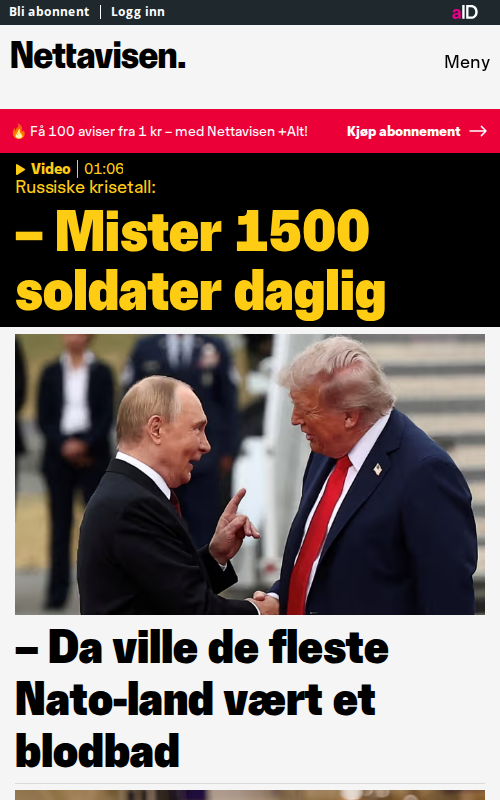 Bli abonnent | Logg inn
aID
Nettavisen.
Meny
🔥 Få 100 aviser fra 1 kr – med Nettavisen +Alt!
Kjøp abonnement →
Video | 01:06
Russiske krisetall:
– Mister 1500
soldater daglig
– Da ville de fleste
Nato-land vært et
blodbad